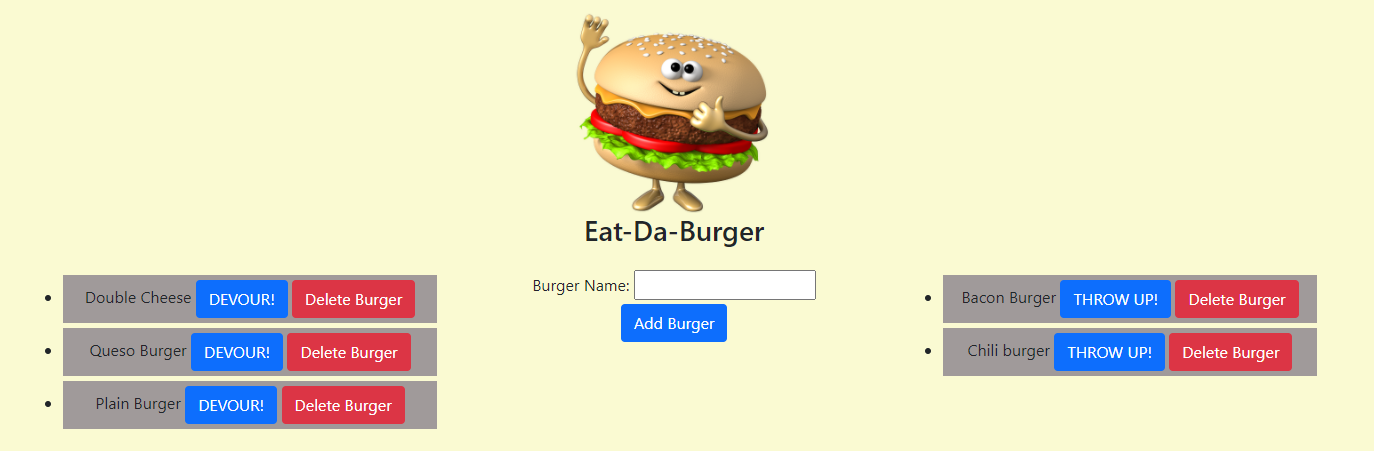 Eat-Da-Burger
Double Cheese DEVOUR! Delete Burger
Queso Burger DEVOUR! Delete Burger
Plain Burger DEVOUR! Delete Burger
Burger Name:
Add Burger
Bacon Burger THROW UP! Delete Burger
Chili burger THROW UP! Delete Burger